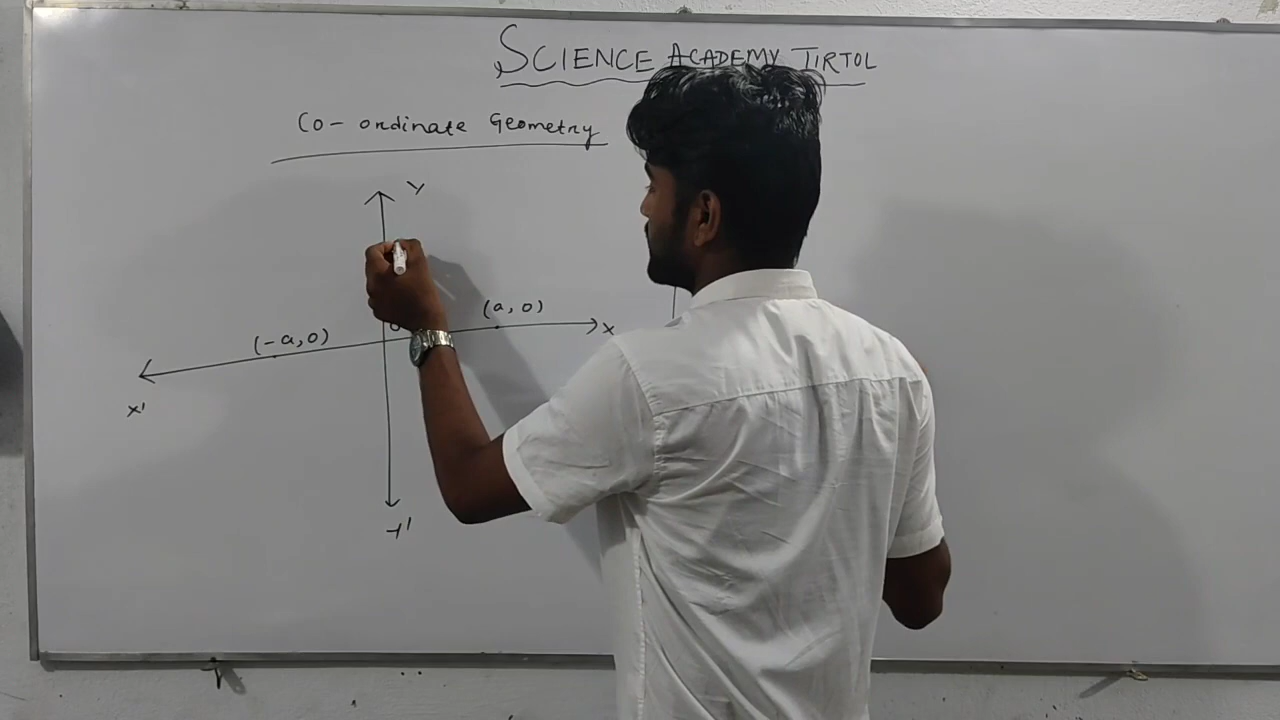 SCIENCE ACADEMY TIRTOL
Co-ordinate Geometry
Y
(a, 0)
(-a, 0)
X
X'
Y'